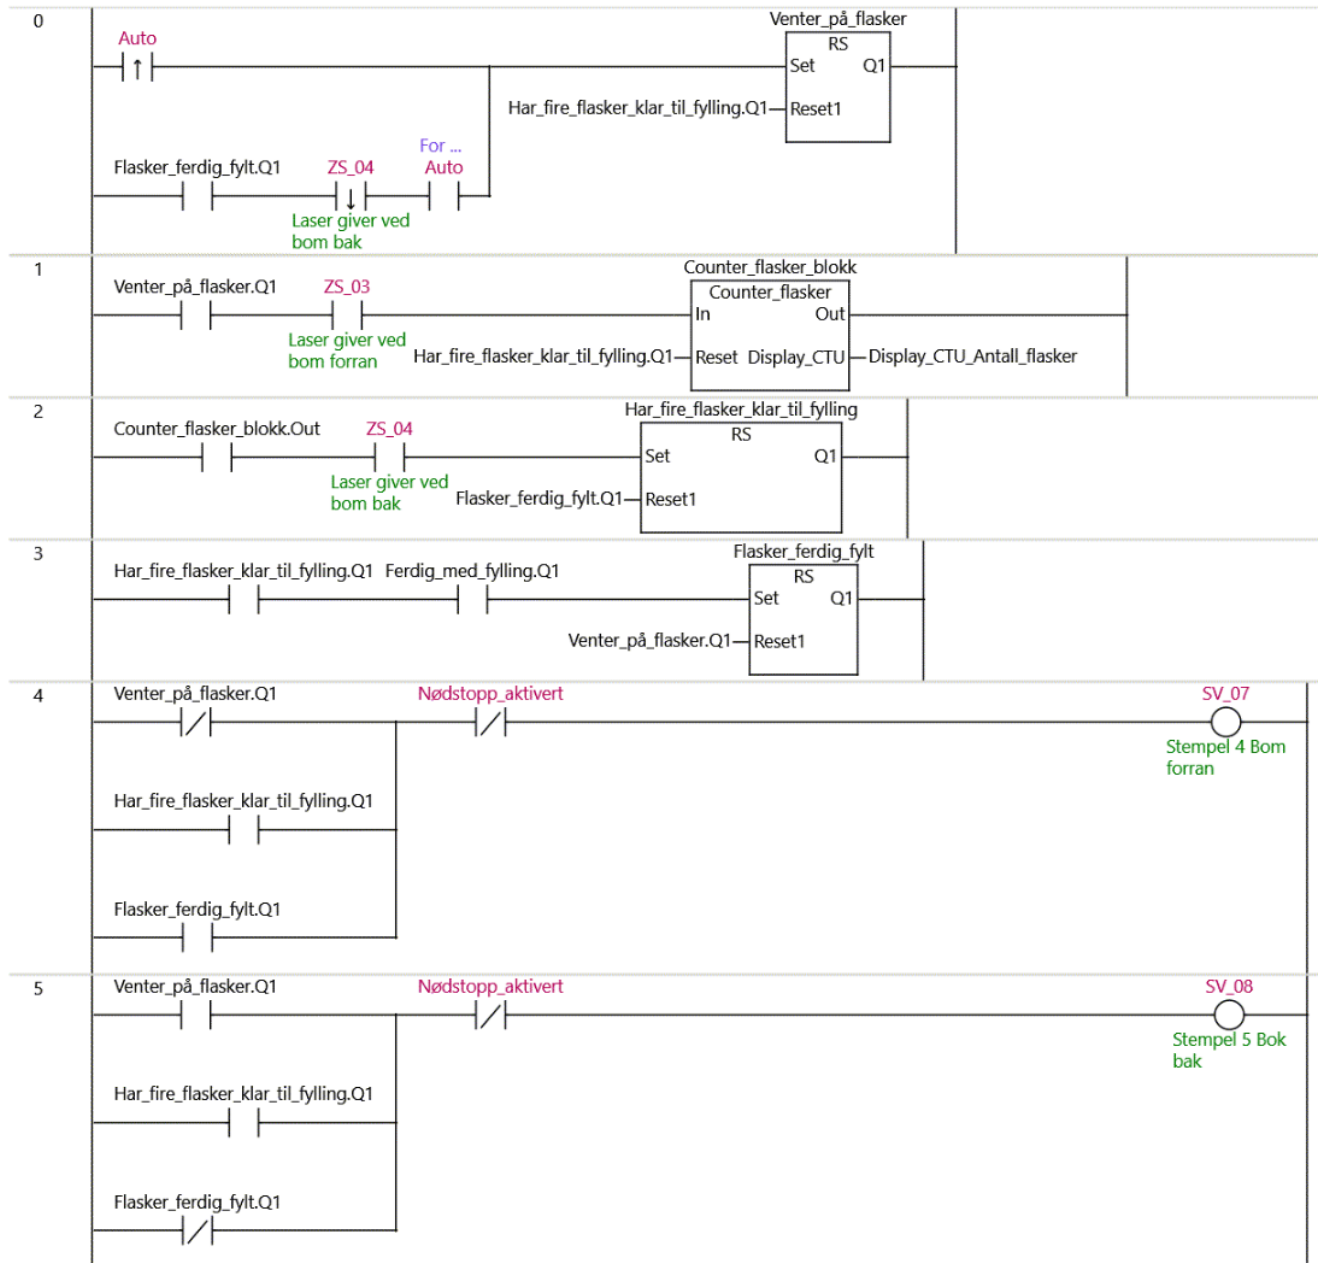 0
Auto
Venter_på_flasker
RS
Set Q1
Har_fire_flasker_klar_til_fylling.Q1 Reset1
For ...
Flasker_ferdig_fylt.Q1 ZS_04 Auto
Laser giver ved
bom bak
1
Venter_på_flasker.Q1 ZS_03
Laser giver ved
bom forran
Counter_flasker_blokk
Counter_flasker
In Out
Har_fire_flasker_klar_til_fylling.Q1 Reset Display_CTU Display_CTU_Antall_flasker
2
Counter_flasker_blokk.Out ZS_04
Laser giver ved
bom bak
Har_fire_flasker_klar_til_fylling
RS
Set Q1
Flasker_ferdig_fylt.Q1 Reset1
3
Har_fire_flasker_klar_til_fylling.Q1 Ferdig_med_fylling.Q1
Flasker_ferdig_fylt
RS
Set Q1
Venter_på_flasker.Q1 Reset1
4
Venter_på_flasker.Q1 Nødstopp_aktivert SV_07
Stempel 4 Bom
forran
Har_fire_flasker_klar_til_fylling.Q1
Flasker_ferdig_fylt.Q1
5
Venter_på_flasker.Q1 Nødstopp_aktivert SV_08
Stempel 5 Bok
bak
Har_fire_flasker_klar_til_fylling.Q1
Flasker_ferdig_fylt.Q1